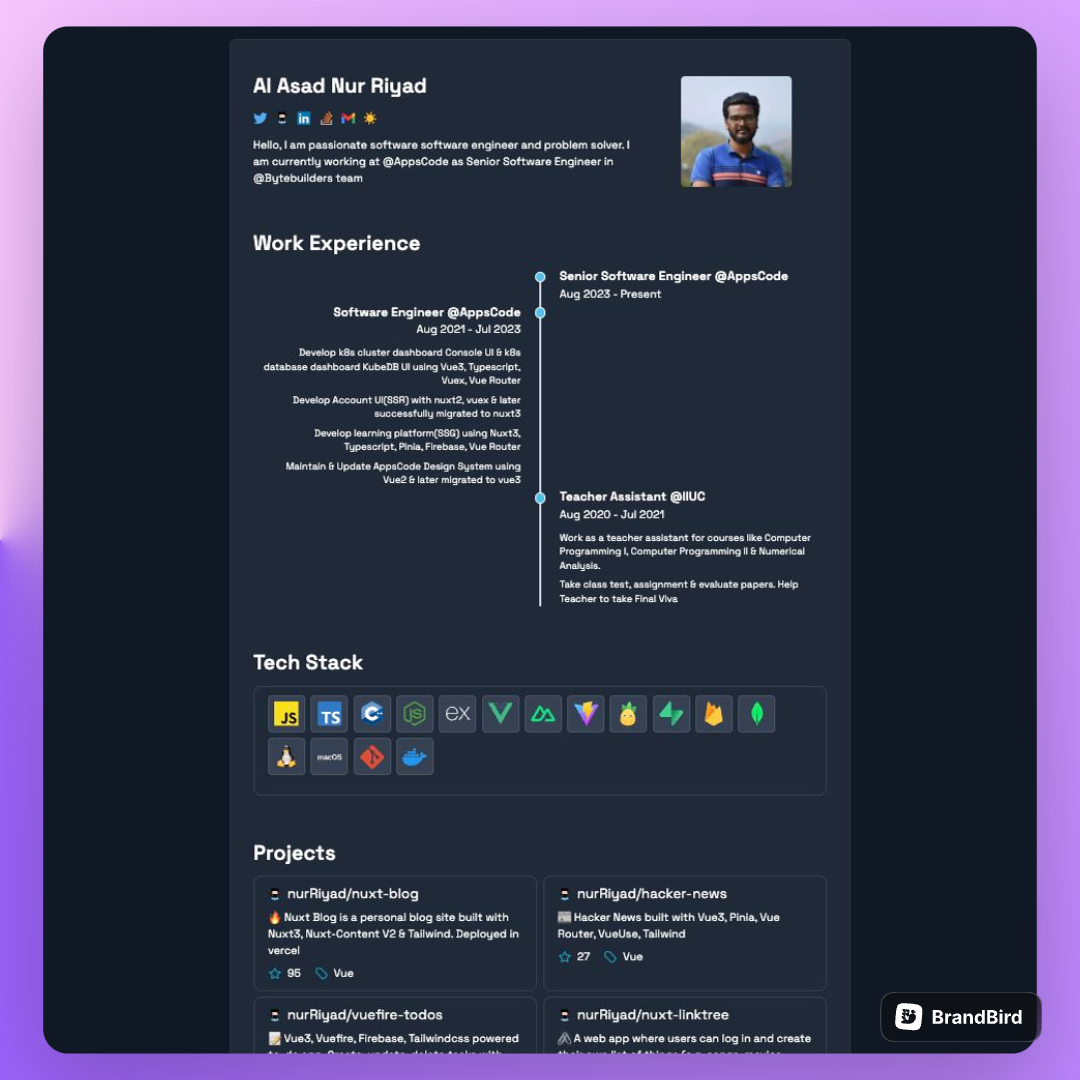 Al Asad Nur Riyad
Hello, I am passionate software software engineer and problem solver. I
am currently working at @AppsCode as Senior Software Engineer in
@Bytebuilders team
Work Experience
Senior Software Engineer @AppsCode
Aug 2023 - Present
Software Engineer @AppsCode
Aug 2021 - Jul 2023
Develop k8s cluster dashboard Console UI & k8s
database dashboard KubeDB UI using Vue3, Typescript,
Vuex, Vue Router
Develop Account UI(SSR) with nuxt2, vuex & later
successfully migrated to nuxt3
Develop learning platform(SSG) using Nuxt3,
Typescript, Pinia, Firebase, Vue Router
Maintain & Update AppsCode Design System using
Vue2 & later migrated to vue3
Teacher Assistant @IIUC
Aug 2020 - Jul 2021
Work as a teacher assistant for courses like Computer
Programming I, Computer Programming II & Numerical
Analysis.
Take class test, assignment & evaluate papers. Help
Teacher to take Final Viva
Tech Stack
JS TS C++ JS ex
macOS
Projects
nurRiyad/nuxt-blog
🔥 Nuxt Blog is a personal blog site built with
Nuxt3, Nuxt-Content V2 & Tailwind. Deployed in
vercel
95 Vue
nurRiyad/hacker-news
📰 Hacker News built with Vue3, Pinia, Vue
Router, VueUse, Tailwind
27 Vue
nurRiyad/vuefire-todos
📝 Vue3, Vuefire, Firebase, Tailwindcss powered
nurRiyad/nuxt-linktree
🖇 A web app where users can log in and create
BrandBird